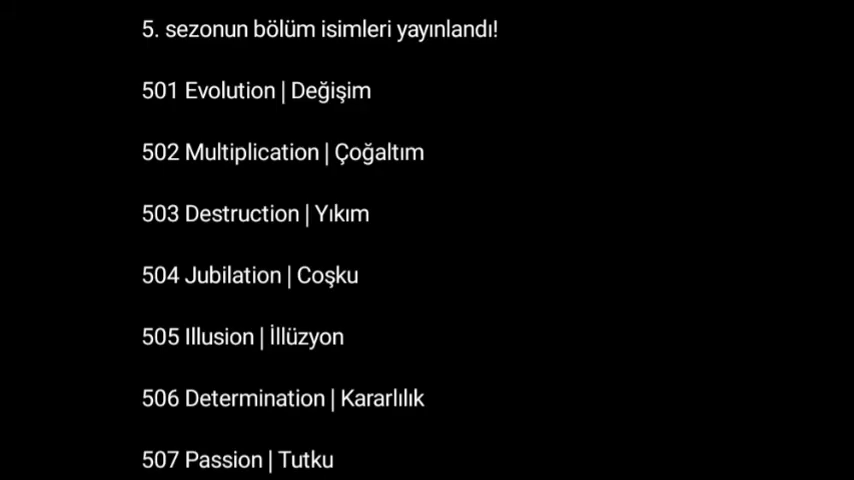 5. sezonun bölüm isimleri yayınlandı!
501 Evolution | Değişim
502 Multiplication | Çoğaltım
503 Destruction | Yıkım
504 Jubilation | Coşku
505 Illusion | İllüzyon
506 Determination | Kararlılık
507 Passion | Tutku